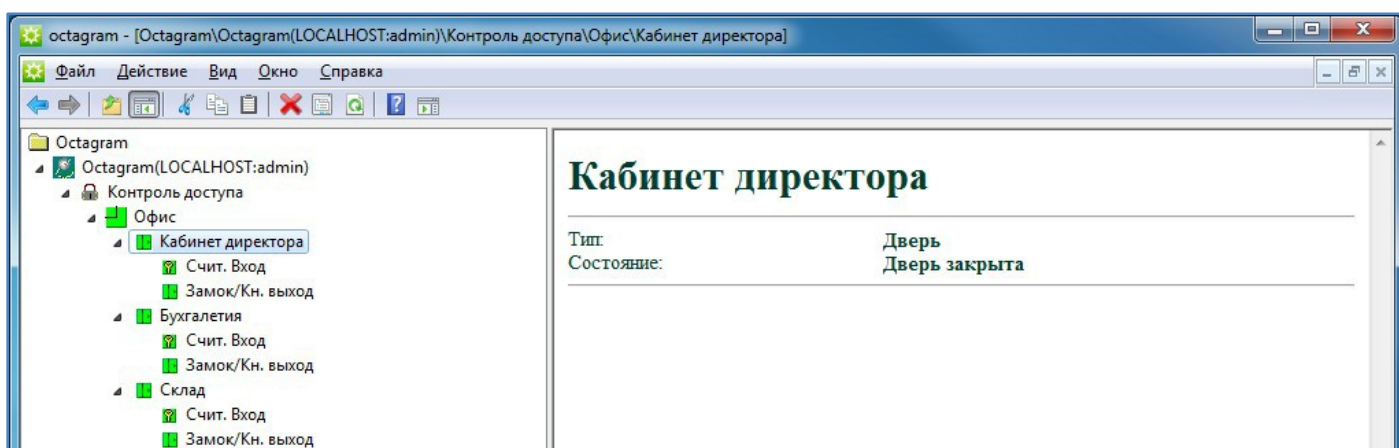 octagram - [Octagram\Octagram(LOCALHOST:admin)\Контроль доступа\Офис\Кабинет директора]
Файл Действие Вид Окно Справка
Octagram
Octagram(LOCALHOST:admin)
Контроль доступа
Офис
Кабинет директора
Счит. Вход
Замок/Кн. выход
Бухгалетия
Счит. Вход
Замок/Кн. выход
Склад
Счит. Вход
Замок/Кн. выход
Кабинет директора
Тип: Дверь
Состояние: Дверь закрыта